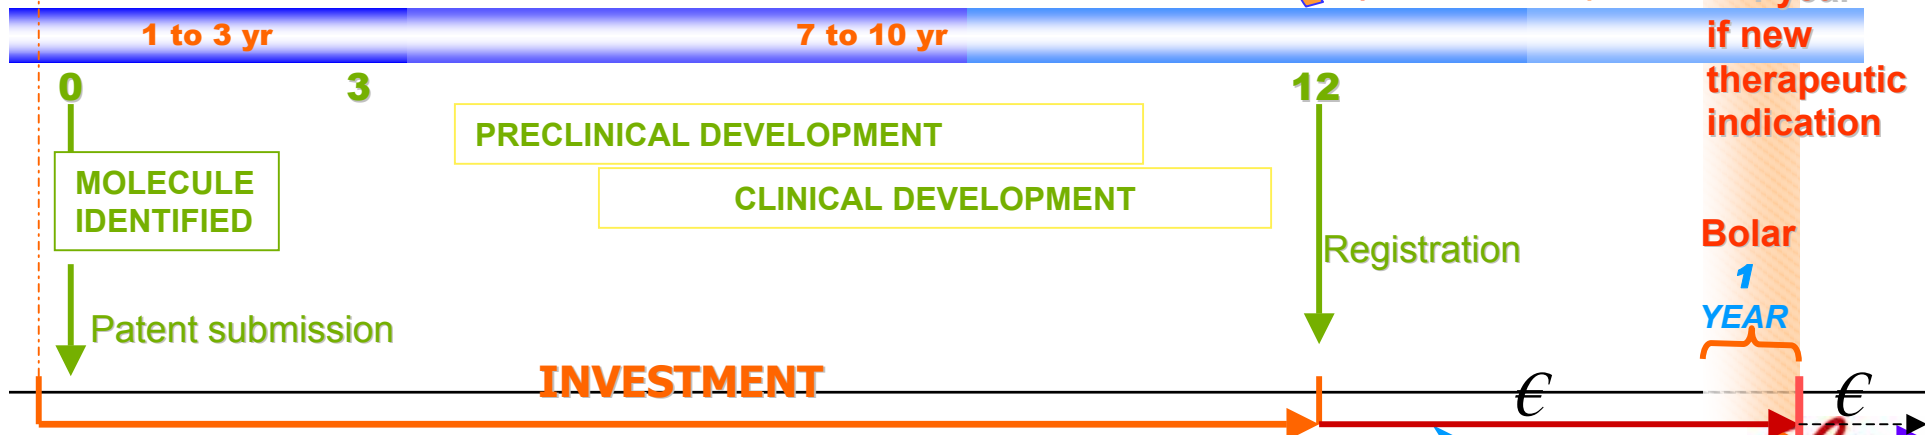 year
1 to 3 yr
7 to 10 yr
if new
therapeutic
indication
0
3
12
PRECLINICAL DEVELOPMENT
MOLECULE
IDENTIFIED
CLINICAL DEVELOPMENT
Registration
Bolar
1
YEAR
Patent submission
INVESTMENT
€
€